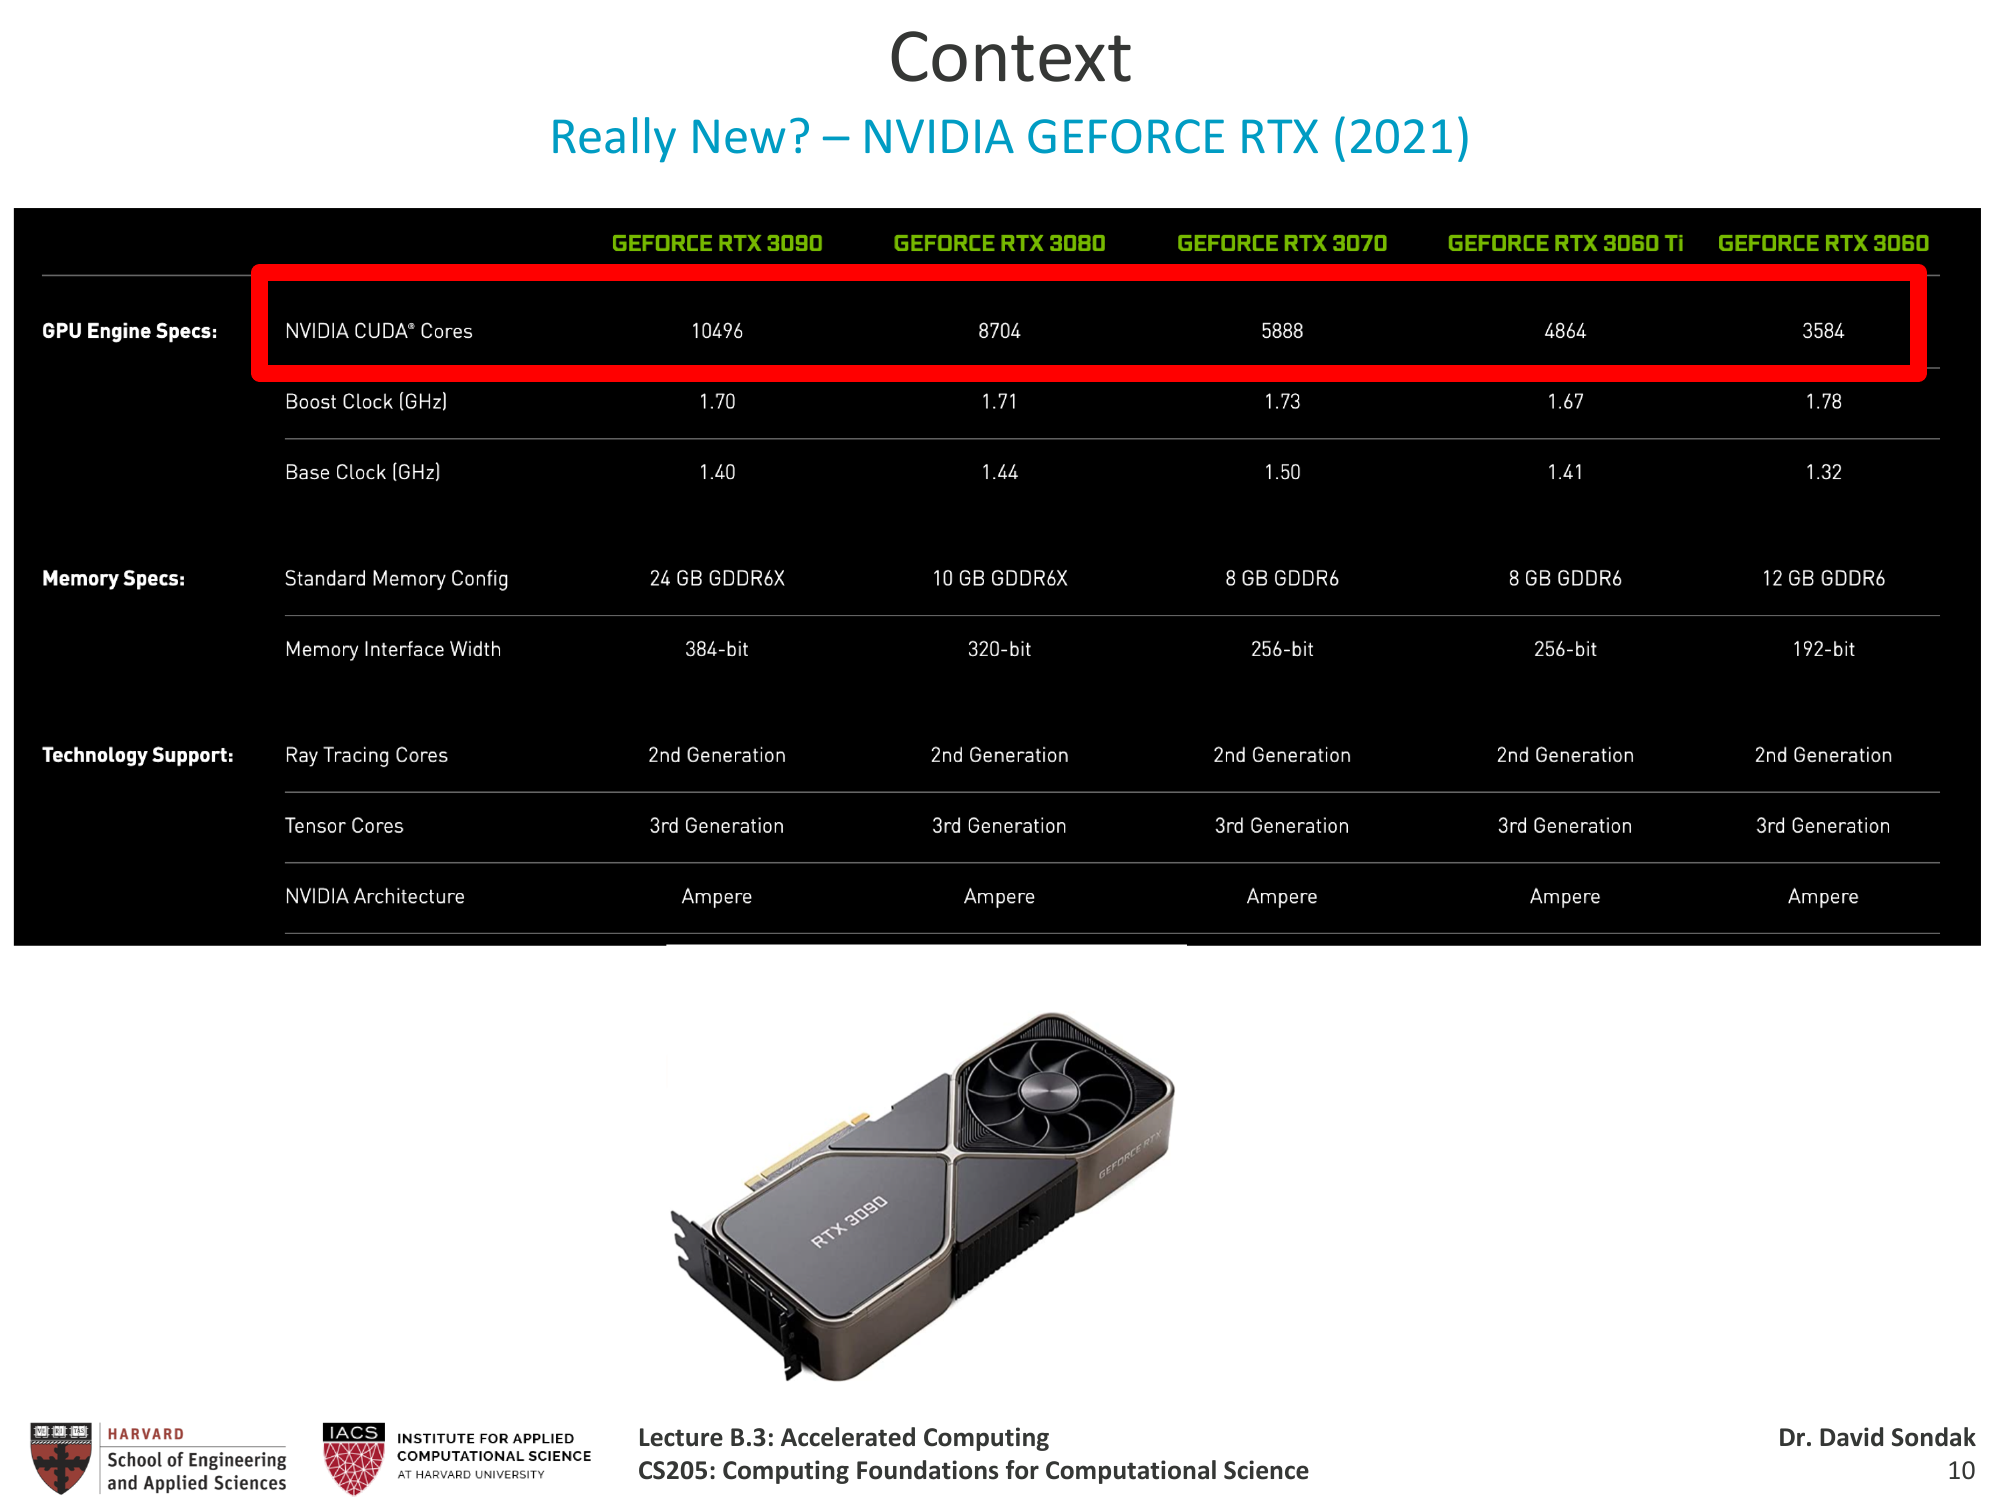 Context
Really New? – NVIDIA GEFORCE RTX (2021)
GEFORCE RTX 3090 GEFORCE RTX 3080 GEFORCE RTX 3070 GEFORCE RTX 3060 Ti GEFORCE RTX 3060
GPU Engine Specs: NVIDIA CUDA® Cores 10496 8704 5888 4864 3584
Boost Clock (GHz) 1.70 1.71 1.73 1.67 1.78
Base Clock (GHz) 1.40 1.44 1.50 1.41 1.32
Memory Specs: Standard Memory Config 24 GB GDDR6X 10 GB GDDR6X 8 GB GDDR6 8 GB GDDR6 12 GB GDDR6
Memory Interface Width 384-bit 320-bit 256-bit 256-bit 192-bit
Technology Support: Ray Tracing Cores 2nd Generation 2nd Generation 2nd Generation 2nd Generation 2nd Generation
Tensor Cores 3rd Generation 3rd Generation 3rd Generation 3rd Generation 3rd Generation
NVIDIA Architecture Ampere Ampere Ampere Ampere Ampere
GEFORCE RTX
RTX 3090
HARVARD
School of Engineering
and Applied Sciences
IACS
INSTITUTE FOR APPLIED
COMPUTATIONAL SCIENCE
AT HARVARD UNIVERSITY
Lecture B.3: Accelerated Computing
CS205: Computing Foundations for Computational Science
Dr. David Sondak
10